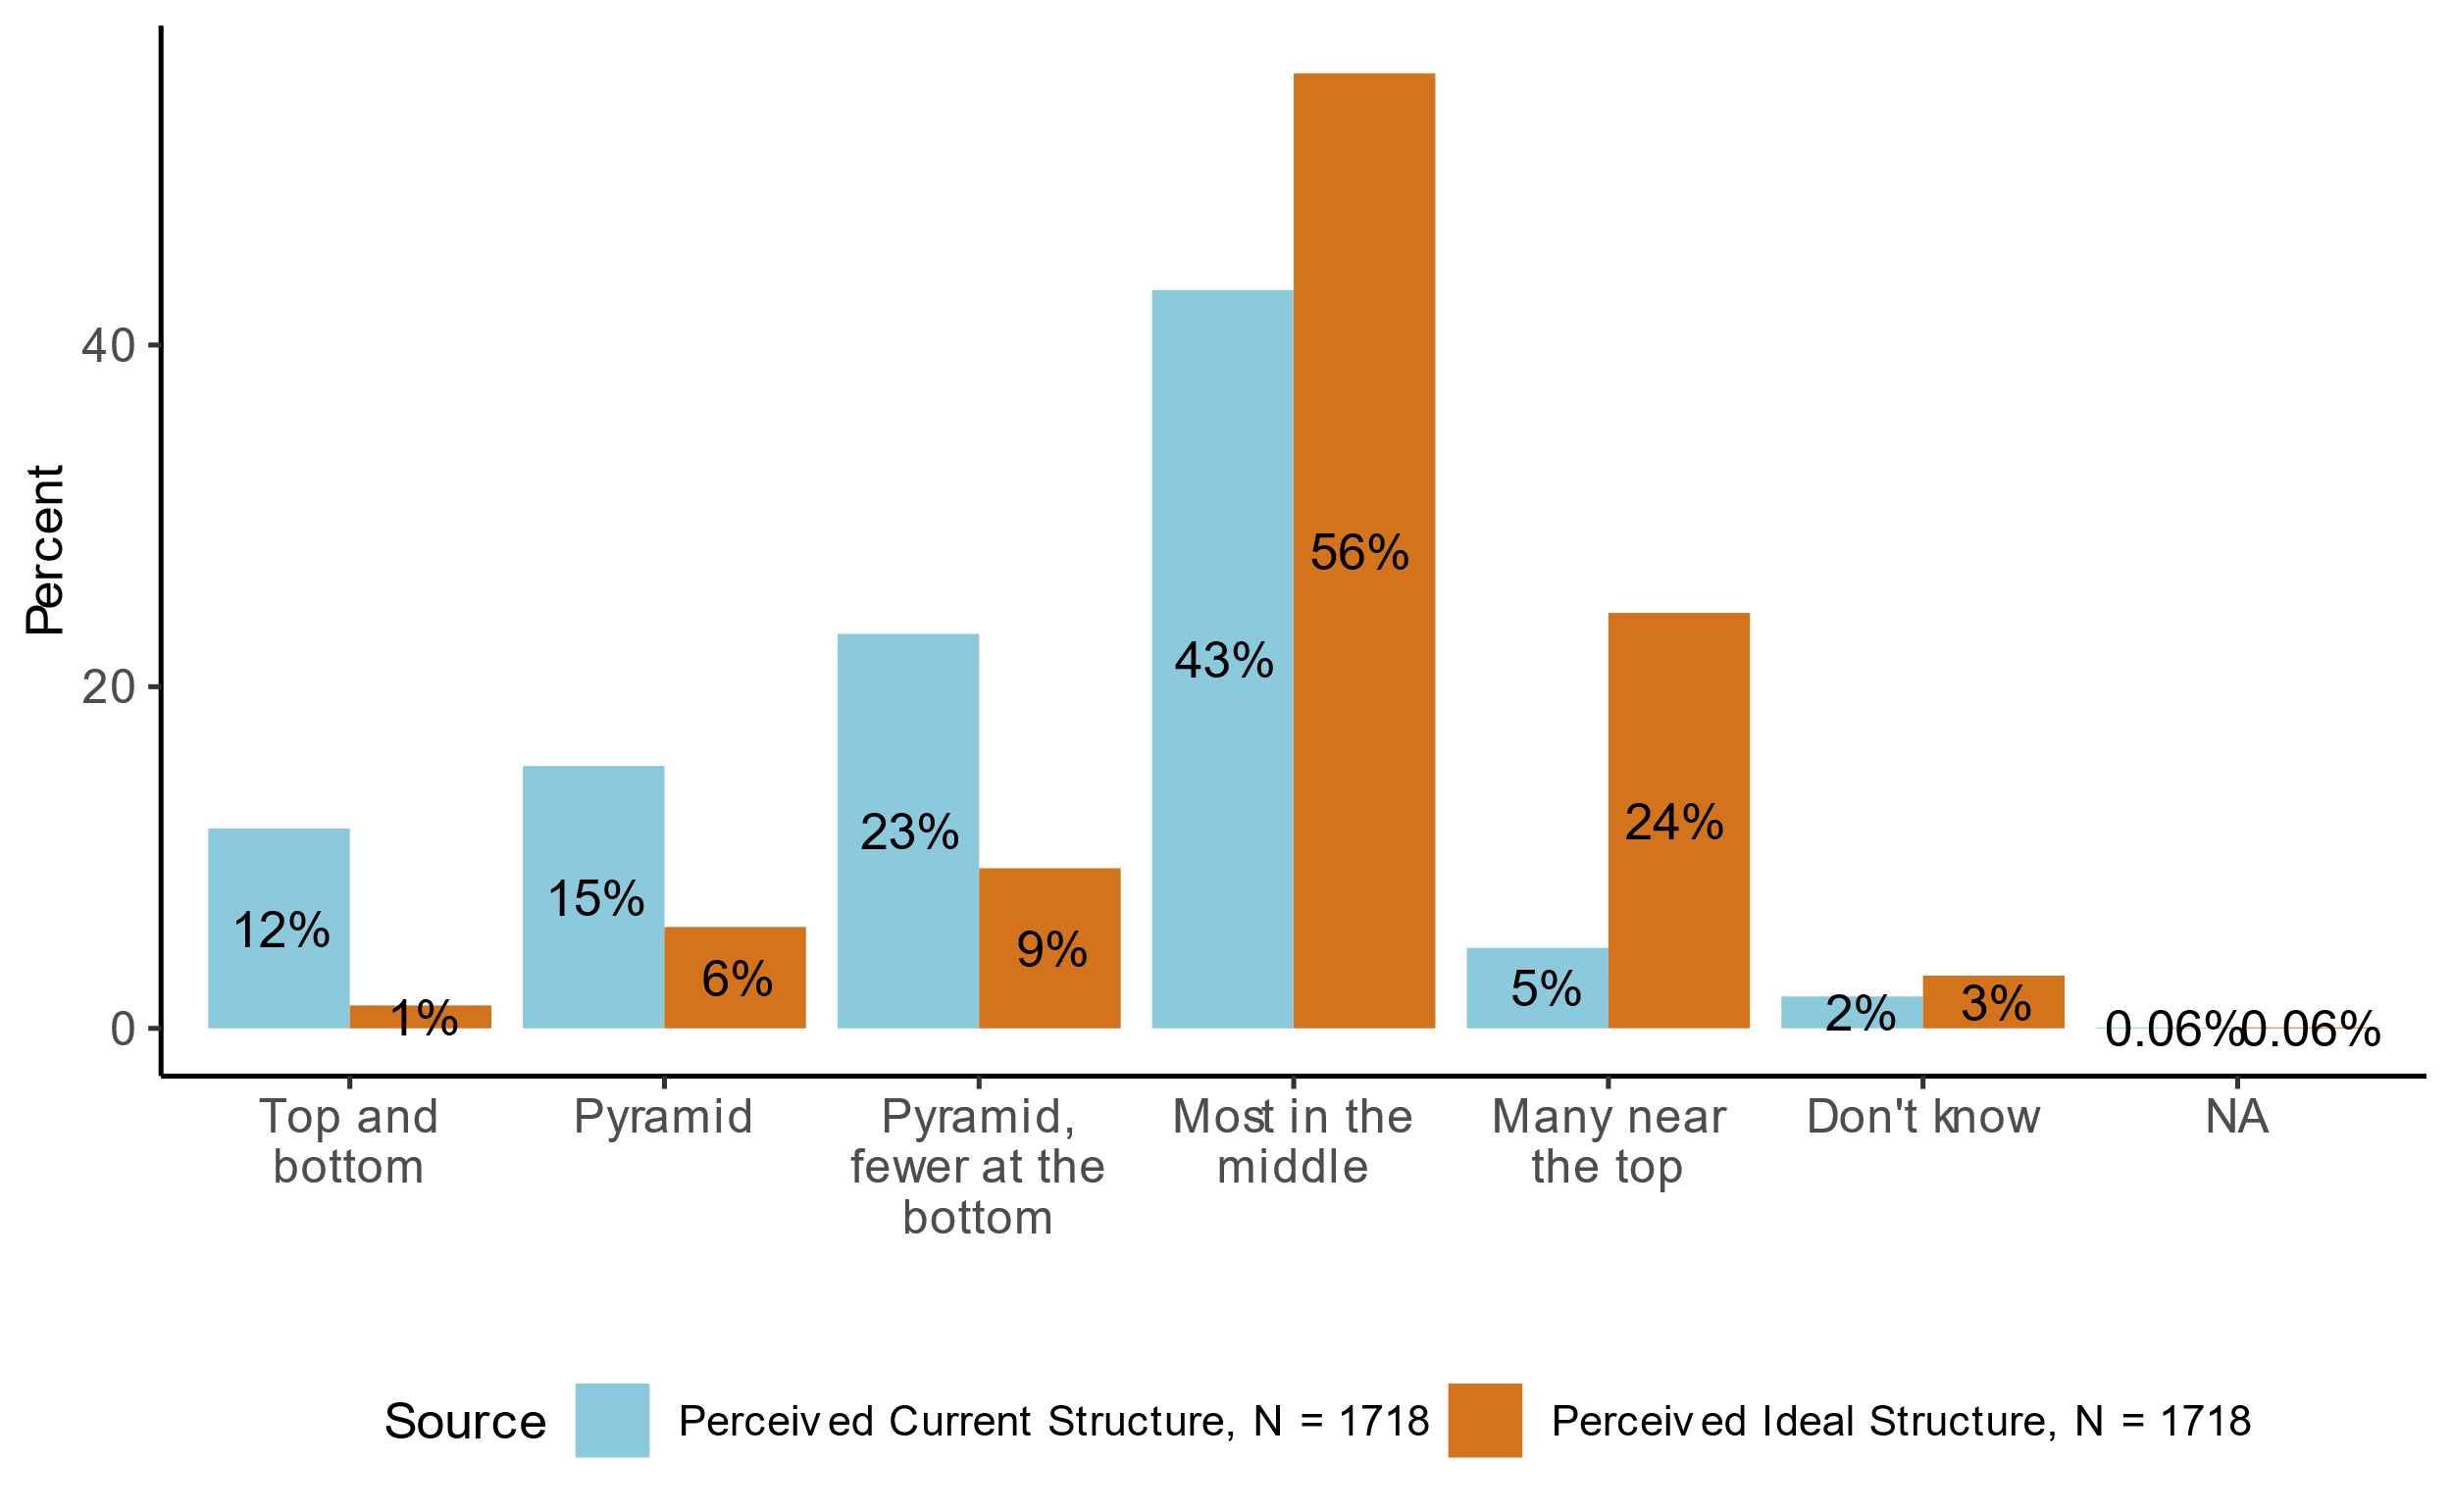 Percent
40
20
0
12%
1%
15%
6%
23%
9%
43%
56%
5%
24%
2%
3%
0.06%
0.06%
Top and
bottom
Pyramid
Pyramid,
fewer at the
bottom
Most in the
middle
Many near
the top
Don't know
NA
Source
Perceived Current Structure, N = 1718
Perceived Ideal Structure, N = 1718